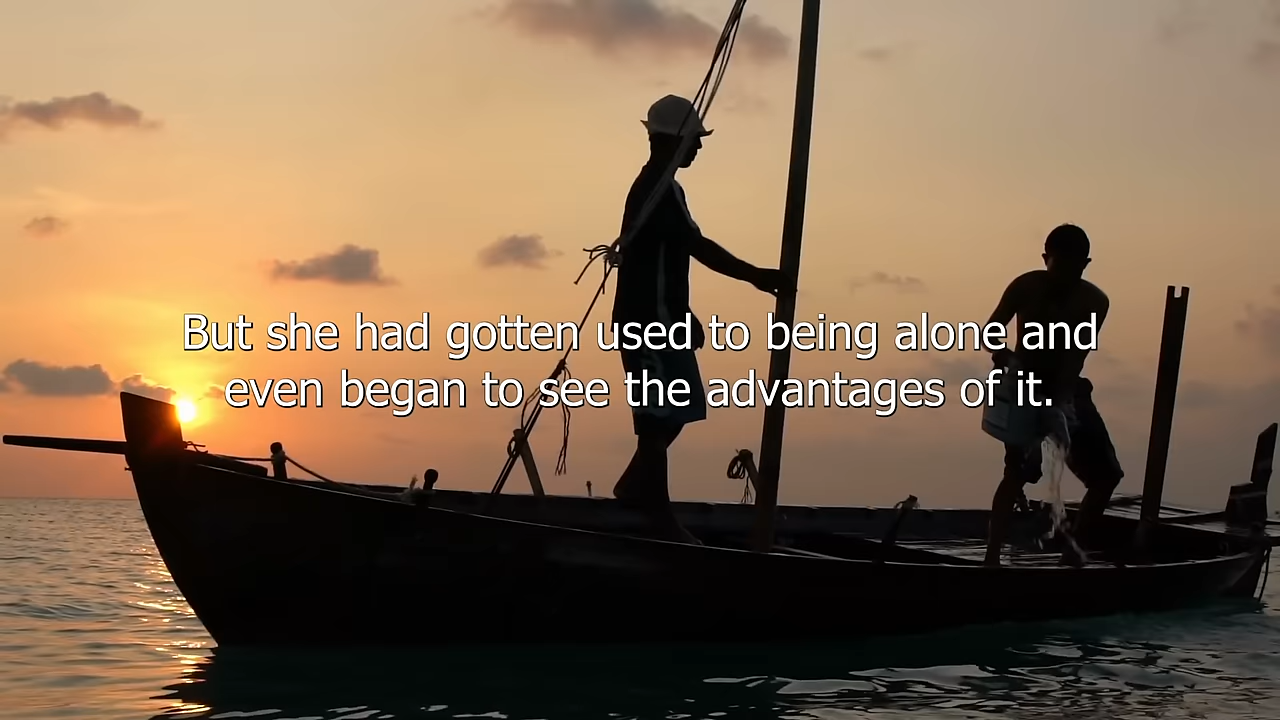 But she had gotten used to being alone and
even began to see the advantages of it.